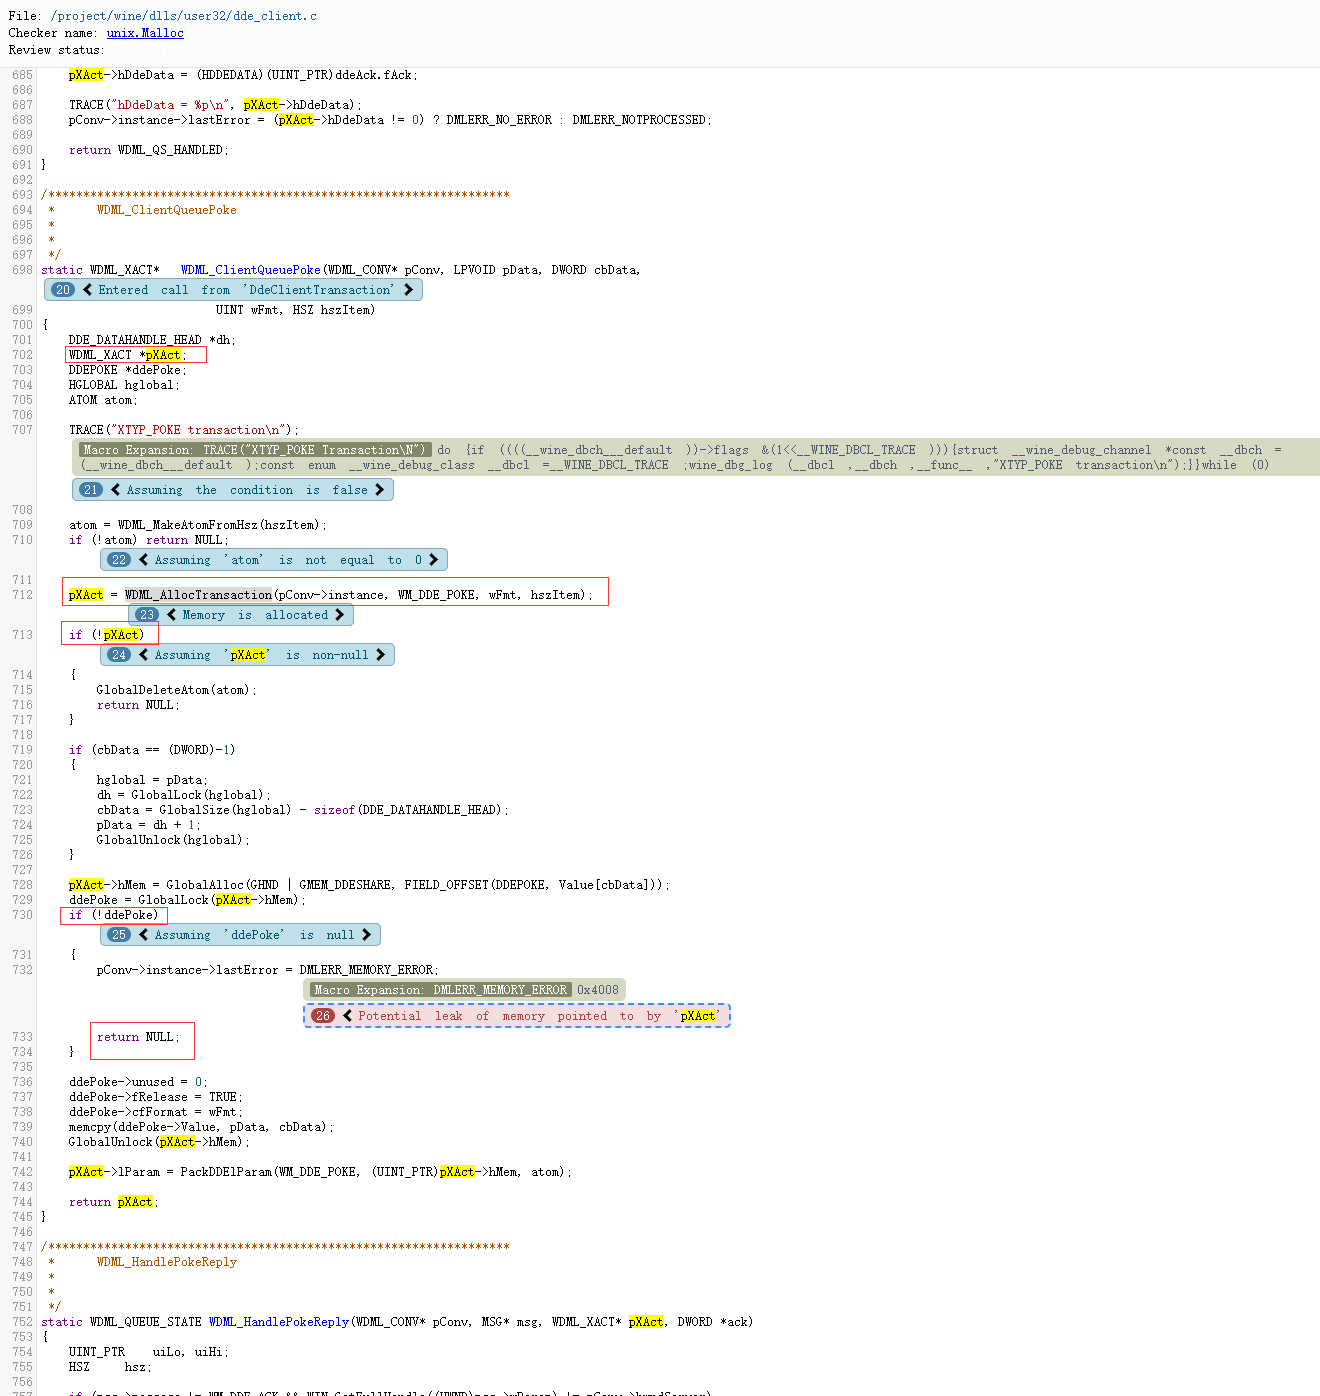 File: /project/wine/dlls/user32/dde_client.c
Checker name: unix.Malloc
Review status:
685 pXAct->hDdeData = (HDDEDATA)(UINT_PTR)ddeAck.fAck;
686
687 TRACE("hDdeData = %p\n", pXAct->hDdeData);
688 pConv->instance->lastError = (pXAct->hDdeData != 0) ? DMLERR_NO_ERROR : DMLERR_NOTPROCESSED;
689
690 return WDML_QS_HANDLED;
691 }
692
693 /******************************************************************
694 * WDML_ClientQueuePoke
695 *
696 *
697 */
698 static WDML_XACT* WDML_ClientQueuePoke(WDML_CONV* pConv, LPVOID pData, DWORD cbData,
20 Entered call from 'DdeClientTransaction'
699 UINT wFmt, HSZ hszItem)
700 {
701 DDE_DATAHANDLE_HEAD *dh;
702 WDML_XACT *pXAct;
703 DDEPOKE *ddePoke;
704 HGLOBAL hglobal;
705 ATOM atom;
706
707 TRACE("XTYP_POKE transaction\n");
Macro Expansion: TRACE("XTYP_POKE Transaction\N") do {if ((((__wine_dbch___default ))->flags &(1<<__WINE_DBCL_TRACE ))){struct __wine_debug_channel *const __dbch =
(__wine_dbch___default );const enum __wine_debug_class __dbcl =__WINE_DBCL_TRACE ;wine_dbg_log (__dbcl ,__dbch ,__func__ ,"XTYP_POKE transaction\n");}}while (0)
21 Assuming the condition is false
708
709 atom = WDML_MakeAtomFromHsz(hszItem);
710 if (!atom) return NULL;
22 Assuming 'atom' is not equal to 0
711
712 pXAct = WDML_AllocTransaction(pConv->instance, WM_DDE_POKE, wFmt, hszItem);
23 Memory is allocated
713 if (!pXAct)
24 Assuming 'pXAct' is non-null
714 {
715 GlobalDeleteAtom(atom);
716 return NULL;
717 }
718
719 if (cbData == (DWORD)-1)
720 {
721 hglobal = pData;
722 dh = GlobalLock(hglobal);
723 cbData = GlobalSize(hglobal) - sizeof(DDE_DATAHANDLE_HEAD);
724 pData = dh + 1;
725 GlobalUnlock(hglobal);
726 }
727
728 pXAct->hMem = GlobalAlloc(GHND | GMEM_DDESHARE, FIELD_OFFSET(DDEPOKE, Value[cbData]));
729 ddePoke = GlobalLock(pXAct->hMem);
730 if (!ddePoke)
25 Assuming 'ddePoke' is null
731 {
732 pConv->instance->lastError = DMLERR_MEMORY_ERROR;
Macro Expansion: DMLERR_MEMORY_ERROR 0x4008
26 Potential leak of memory pointed to by 'pXAct'
733 return NULL;
734 }
735
736 ddePoke->unused = 0;
737 ddePoke->fRelease = TRUE;
738 ddePoke->cfFormat = wFmt;
739 memcpy(ddePoke->Value, pData, cbData);
740 GlobalUnlock(pXAct->hMem);
741
742 pXAct->lParam = PackDDElParam(WM_DDE_POKE, (UINT_PTR)pXAct->hMem, atom);
743
744 return pXAct;
745 }
746
747 /******************************************************************
748 * WDML_HandlePokeReply
749 *
750 *
751 */
752 static WDML_QUEUE_STATE WDML_HandlePokeReply(WDML_CONV* pConv, MSG* msg, WDML_XACT* pXAct, DWORD *ack)
753 {
754 UINT_PTR uiLo, uiHi;
755 HSZ hsz;
756